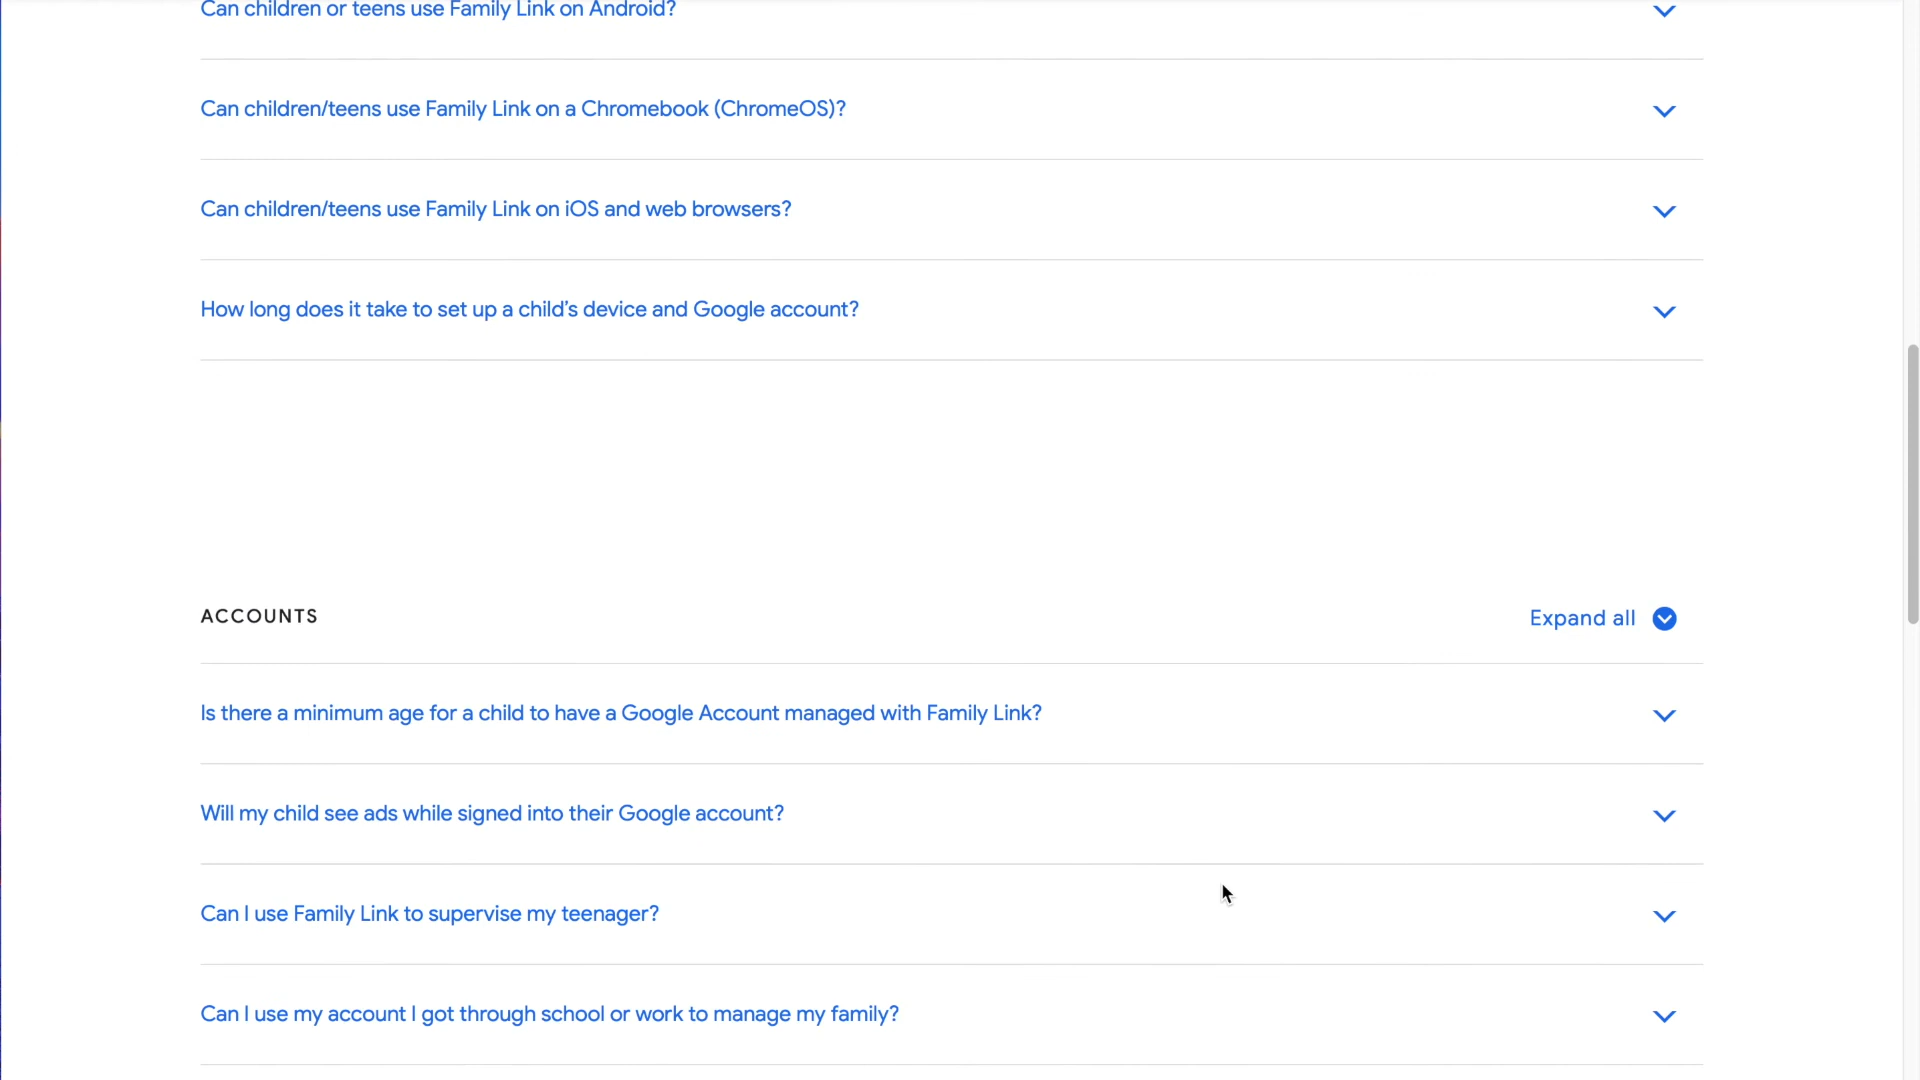 Can children or teens use Family Link on Android?
Can children/teens use Family Link on a Chromebook (ChromeOS)?
Can children/teens use Family Link on iOS and web browsers?
How long does it take to set up a child’s device and Google account?
ACCOUNTS
Expand all
Is there a minimum age for a child to have a Google Account managed with Family Link?
Will my child see ads while signed into their Google account?
Can I use Family Link to supervise my teenager?
Can I use my account I got through school or work to manage my family?